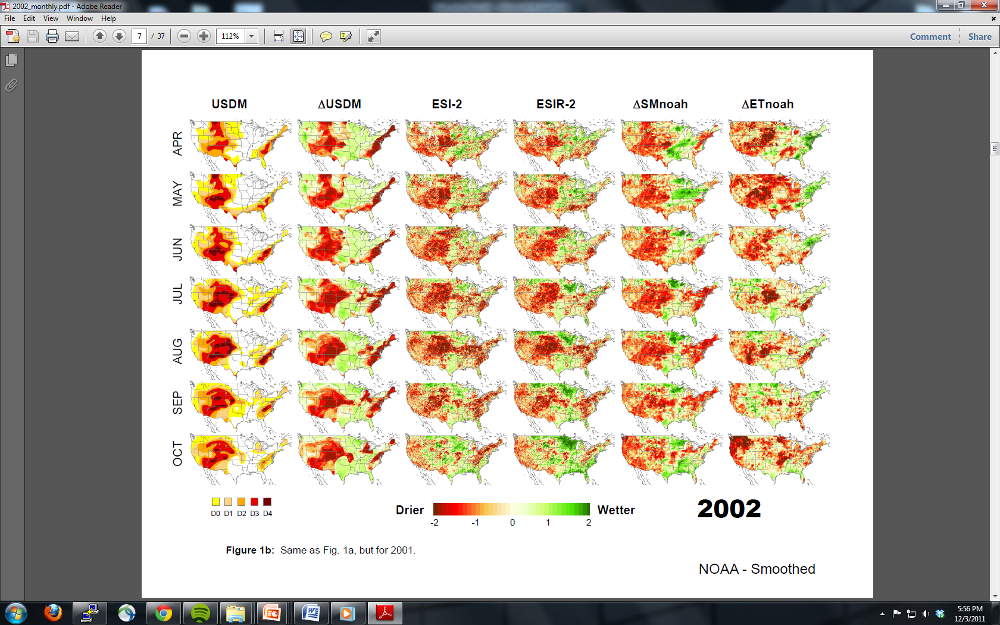 2002_monthly.pdf - Adobe Reader
File Edit View Window Help
7 / 37 112% Comment Share
USDM ΔUSDM ESI-2 ESIR-2 ΔSMnoah ΔETnoah
APR
MAY
JUN
JUL
AUG
SEP
OCT
D0 D1 D2 D3 D4
Drier Wetter
-2 -1 0 1 2
2002
Figure 1b: Same as Fig. 1a, but for 2001.
NOAA - Smoothed
5:56 PM
12/3/2011